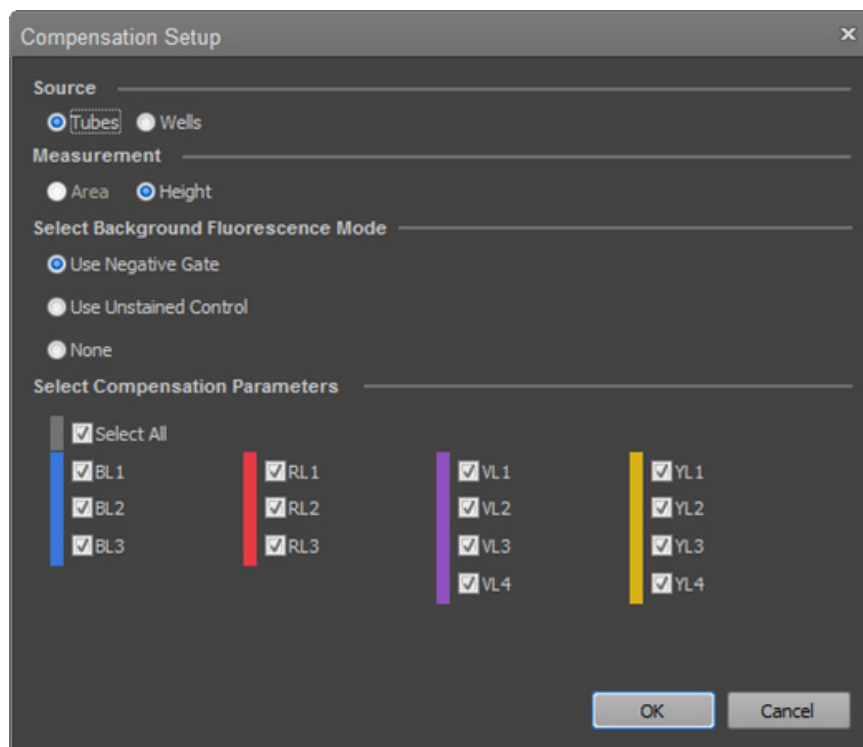 Compensation Setup
Source
Tubes Wells
Measurement
Area Height
Select Background Fluorescence Mode
Use Negative Gate
Use Unstained Control
None
Select Compensation Parameters
Select All
BL1 RL1 VL1 YL1
BL2 RL2 VL2 YL2
BL3 RL3 VL3 YL3
VL4 YL4
OK Cancel